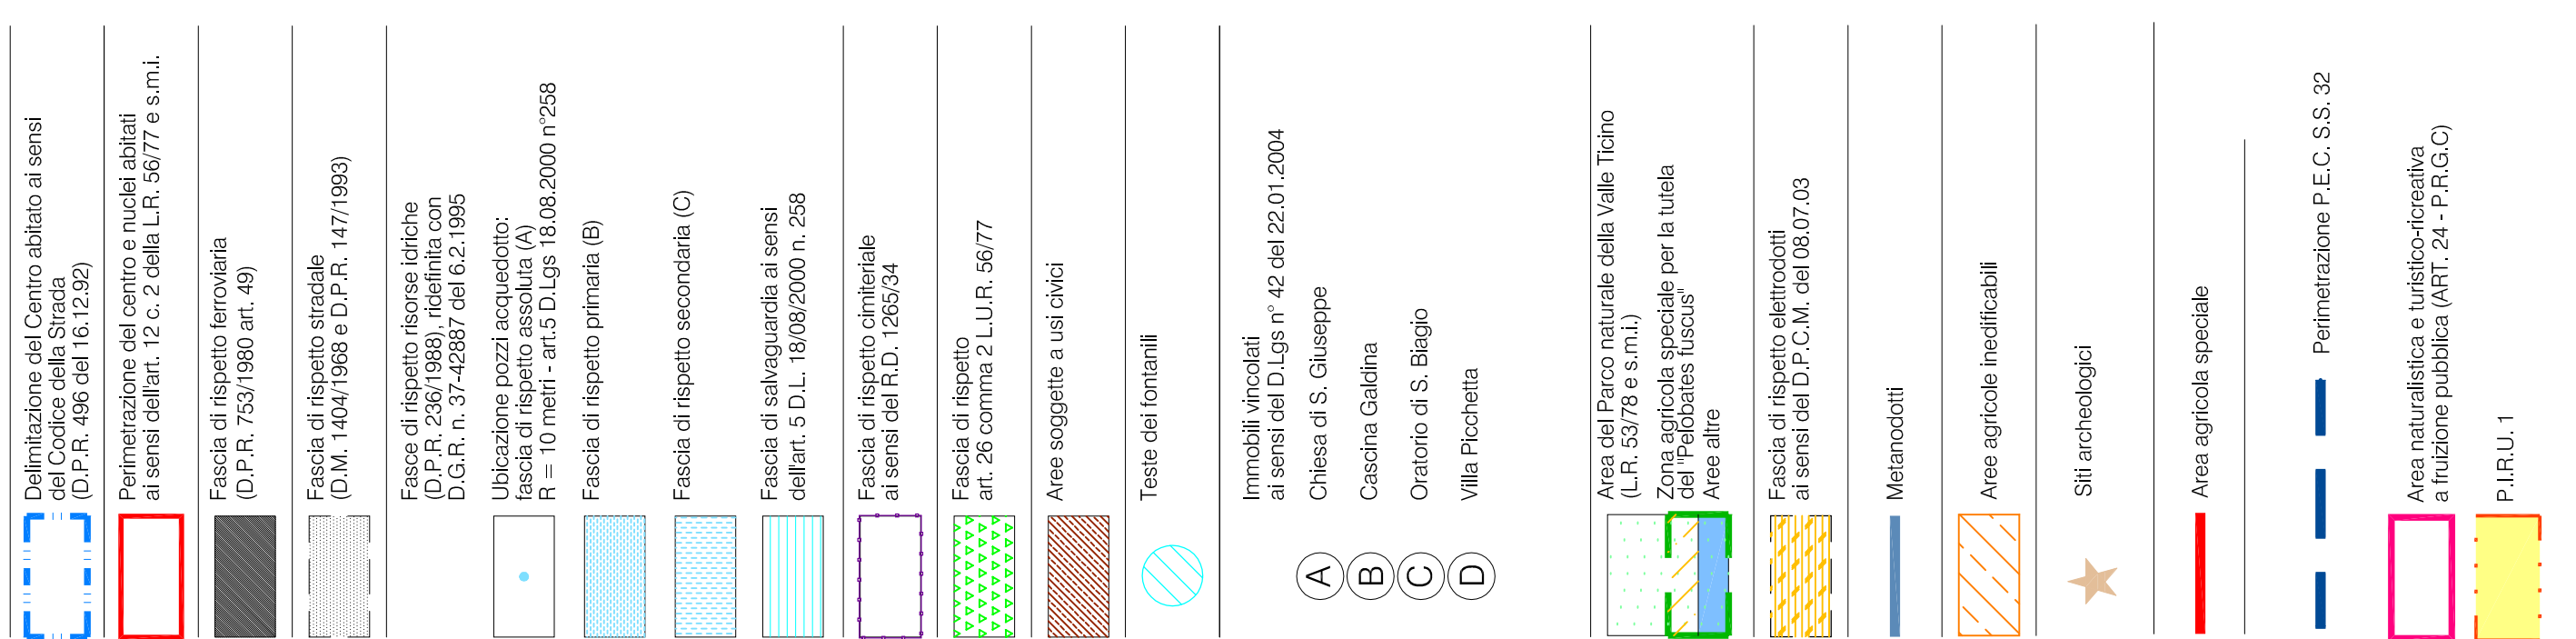 Delimitazione del Centro abitato ai sensi
del Codice della Strada
(D.P.R. 496 del 16.12.92)
Perimetrazione del centro e nuclei abitati
ai sensi dell'art. 12 c. 2 della L.R. 56/77 e s.m.i.
Fascia di rispetto ferroviaria
(D.P.R. 753/1980 art. 49)
Fascia di rispetto stradale
(D.M. 1404/1968 e D.P.R. 147/1993)
Fasce di rispetto risorse idriche
(D.P.R. 236/1988), ridefinita con
D.G.R. n. 37-42887 del 6.2.1995
Ubicazione pozzi acquedotto:
fascia di rispetto assoluta (A)
R = 10 metri - art.5 D.Lgs 18.08.2000 n°258
Fascia di rispetto primaria (B)
Fascia di rispetto secondaria (C)
Fascia di salvaguardia ai sensi
dell'art. 5 D.L. 18/08/2000 n. 258
Fascia di rispetto cimiteriale
ai sensi del R.D. 1265/34
Fascia di rispetto
art. 26 comma 2 L.U.R. 56/77
Aree soggette a usi civici
Teste dei fontanili
Immobili vincolati
ai sensi del D.Lgs n° 42 del 22.01.2004
A Chiesa di S. Giuseppe
B Cascina Galdina
C Oratorio di S. Biagio
D Villa Picchetta
Area del Parco naturale della Valle Ticino
(L.R. 53/78 e s.m.i.)
Zona agricola speciale per la tutela
del "Pelobates fuscus"
Aree altre
Fascia di rispetto elettrodotti
ai sensi del D.P.C.M. del 08.07.03
Metanodotti
Aree agricole inedificabili
Siti archeologici
Area agricola speciale
Perimetrazione P.E.C. S.S. 32
Area naturalistica e turistico-ricreativa
a fruizione pubblica (ART. 24 - P.R.G.C)
P.I.R.U. 1